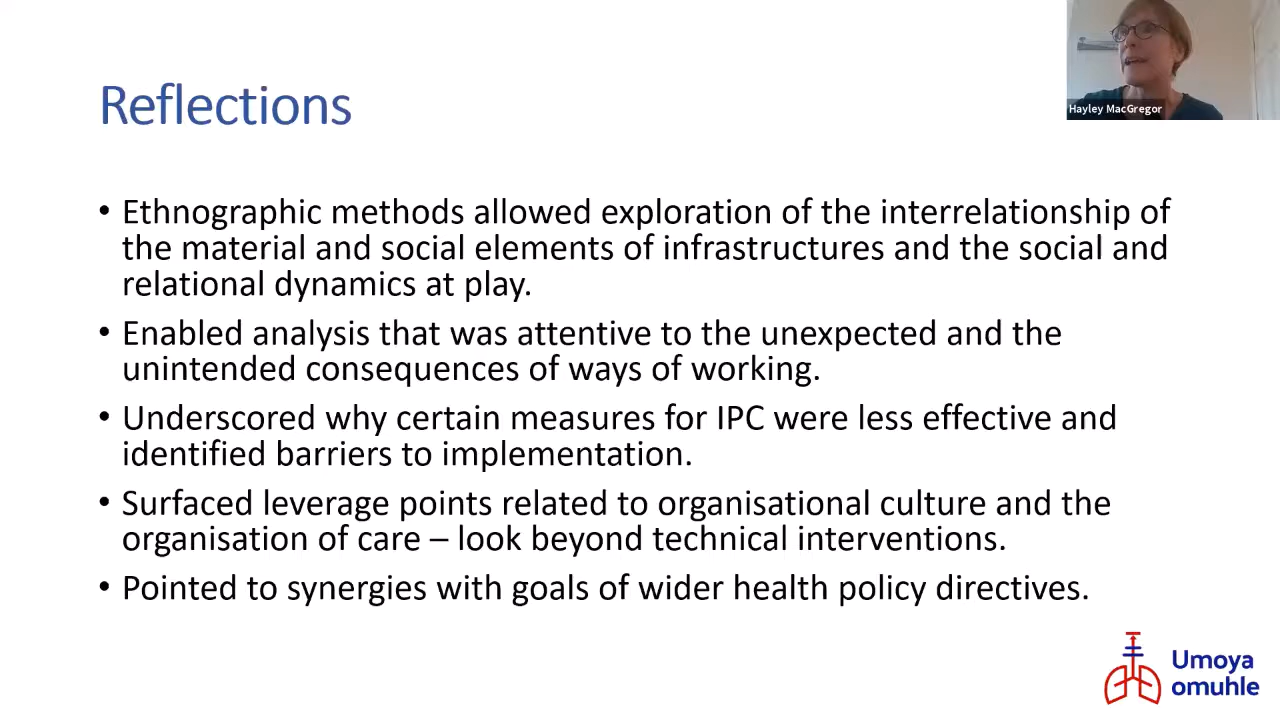 Reflections
Hayley MacGregor
• Ethnographic methods allowed exploration of the interrelationship of
the material and social elements of infrastructures and the social and
relational dynamics at play.
• Enabled analysis that was attentive to the unexpected and the
unintended consequences of ways of working.
• Underscored why certain measures for IPC were less effective and
identified barriers to implementation.
• Surfaced leverage points related to organisational culture and the
organisation of care – look beyond technical interventions.
• Pointed to synergies with goals of wider health policy directives.
Umoya
omuhle